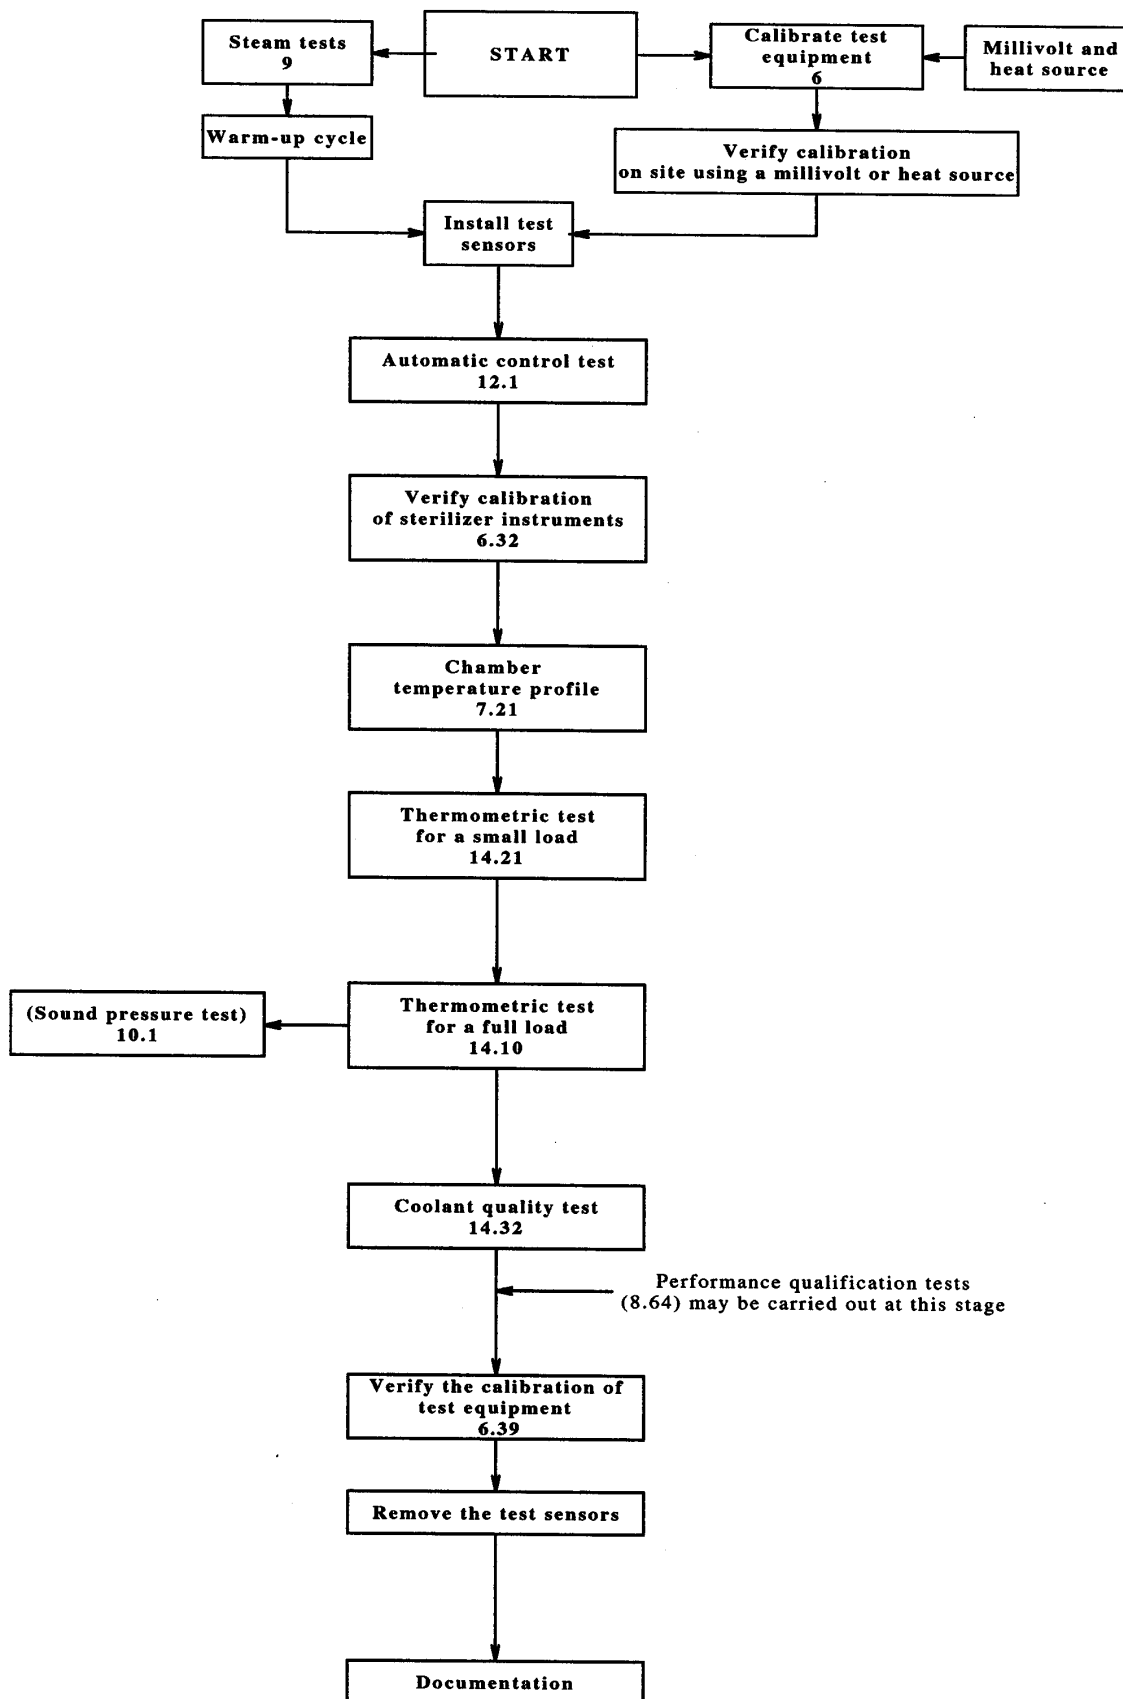 Steam tests
9
START
Calibrate test
equipment
6
Millivolt and
heat source
Warm-up cycle
Verify calibration
on site using a millivolt or heat source
Install test
sensors
Automatic control test
12.1
Verify calibration
of sterilizer instruments
6.32
Chamber
temperature profile
7.21
Thermometric test
for a small load
14.21
(Sound pressure test)
10.1
Thermometric test
for a full load
14.10
Coolant quality test
14.32
Performance qualification tests
(8.64) may be carried out at this stage
Verify the calibration of
test equipment
6.39
Remove the test sensors
Documentation